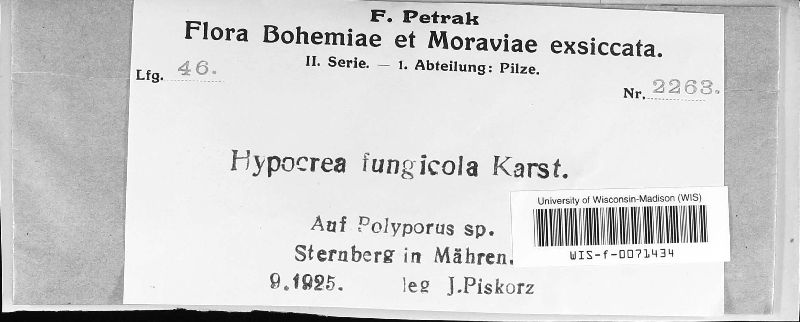 F. Petrak
Flora Bohemiae et Moraviae exsiccata.
II. Serie. — 1. Abteilung: Pilze.
Lfg. 46.
Nr. 2263.
Hypocrea fungicola Karst.
Auf Polyporus sp.
Sternberg in Mähren.
9.1925. leg J.Piskorz
University of Wisconsin-Madison (WIS)
WIS-f-0071434